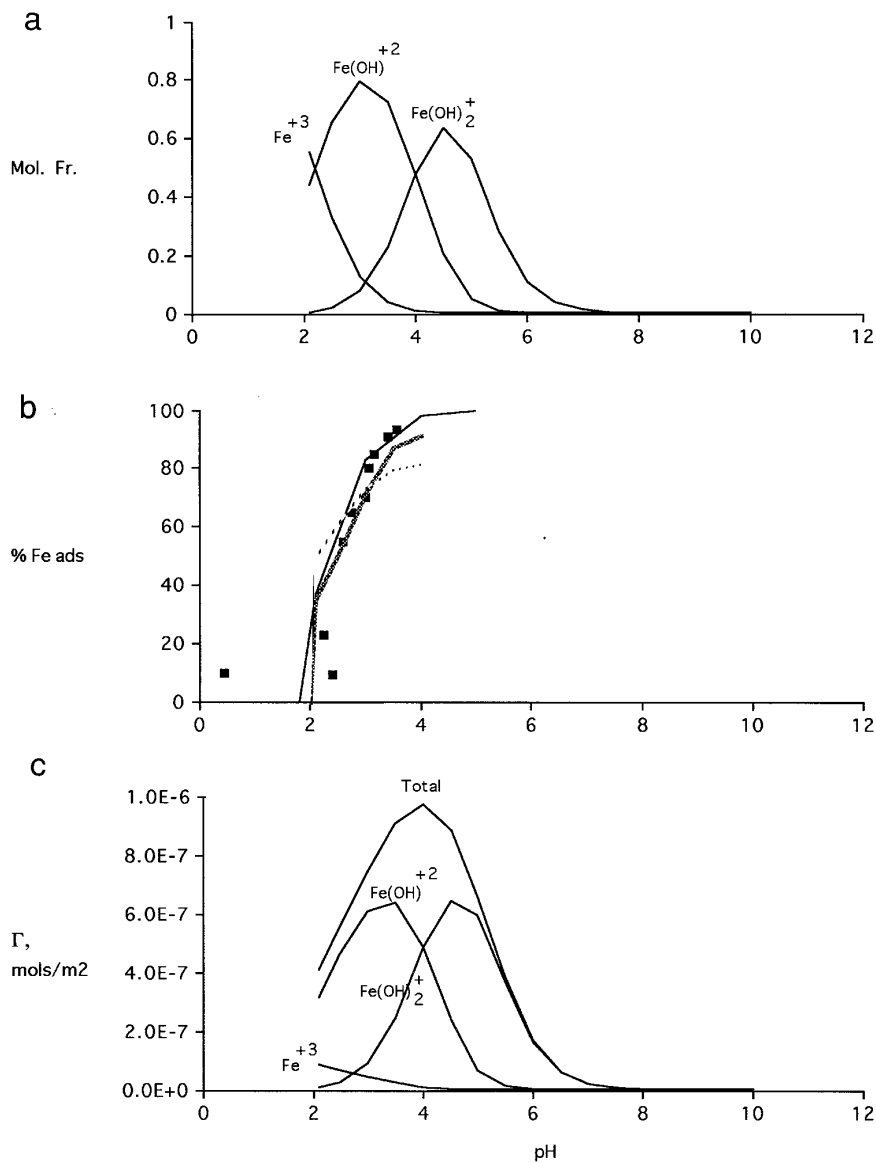 a
1
0.8
0.6
0.4
0.2
0
Mol. Fr.
Fe+3
Fe(OH)+2
Fe(OH)2+
0 2 4 6 8 10 12
b
100
80
60
40
20
0
% Fe ads
0 2 4 6 8 10 12
c
Total
1.0E-6
8.0E-7
6.0E-7
4.0E-7
2.0E-7
0.0E+0
Γ,
mols/m2
Fe(OH)+2
Fe(OH)2+
Fe+3
0 2 4 6 8 10 12
pH